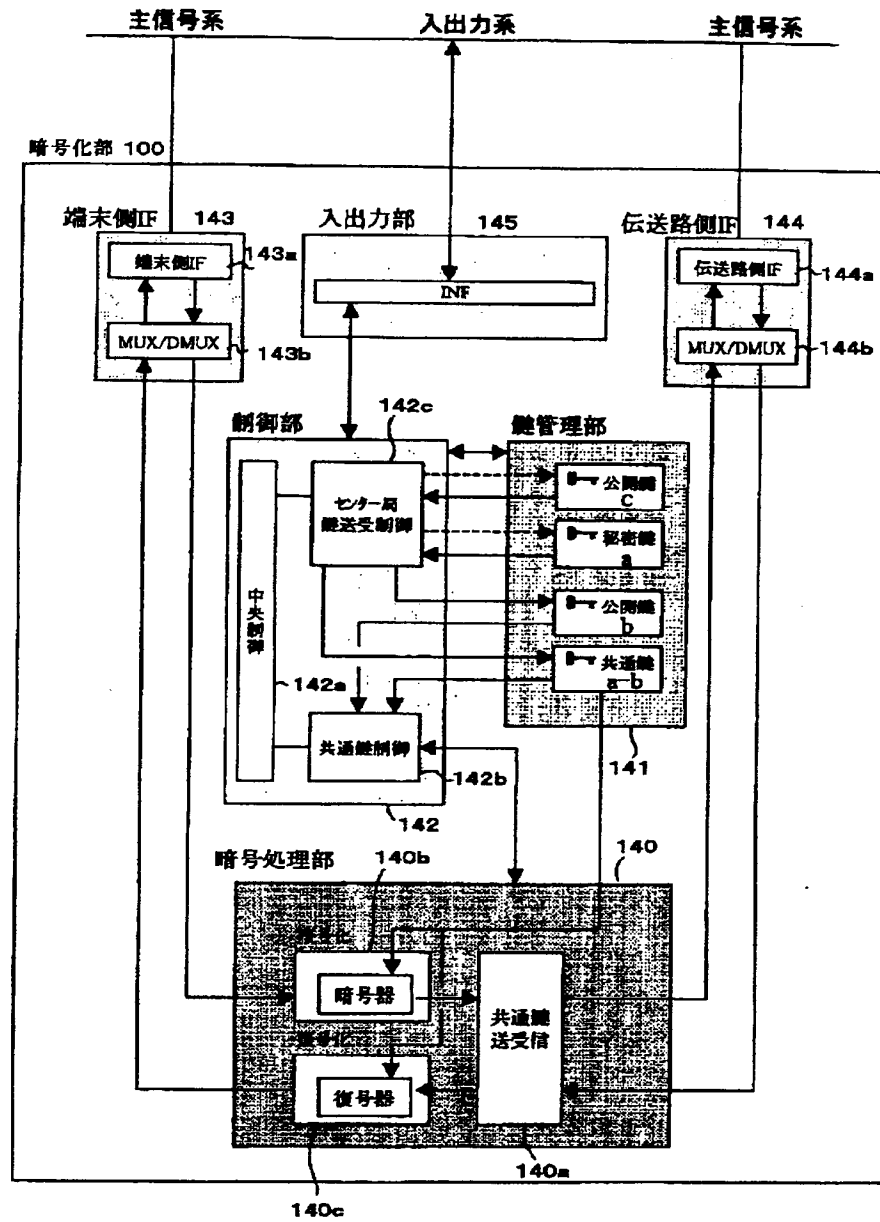 主信号系
入出力系
主信号系
暗号化部 100
端末側IF 143
入出力部 145
伝送路側IF 144
端末側IF
143a
INF
伝送路側IF
144a
MUX/DMUX
143b
MUX/DMUX
144b
制御部
142c
鍵管理部
センター局
鍵送受制御
公開鍵
c
秘密鍵
a
公開鍵
b
共通鍵
a-b
中央制御
142a
共通鍵制御
142b
141
142
暗号処理部
140b
140
暗号器
共通鍵
送受信
復号器
140a
140c